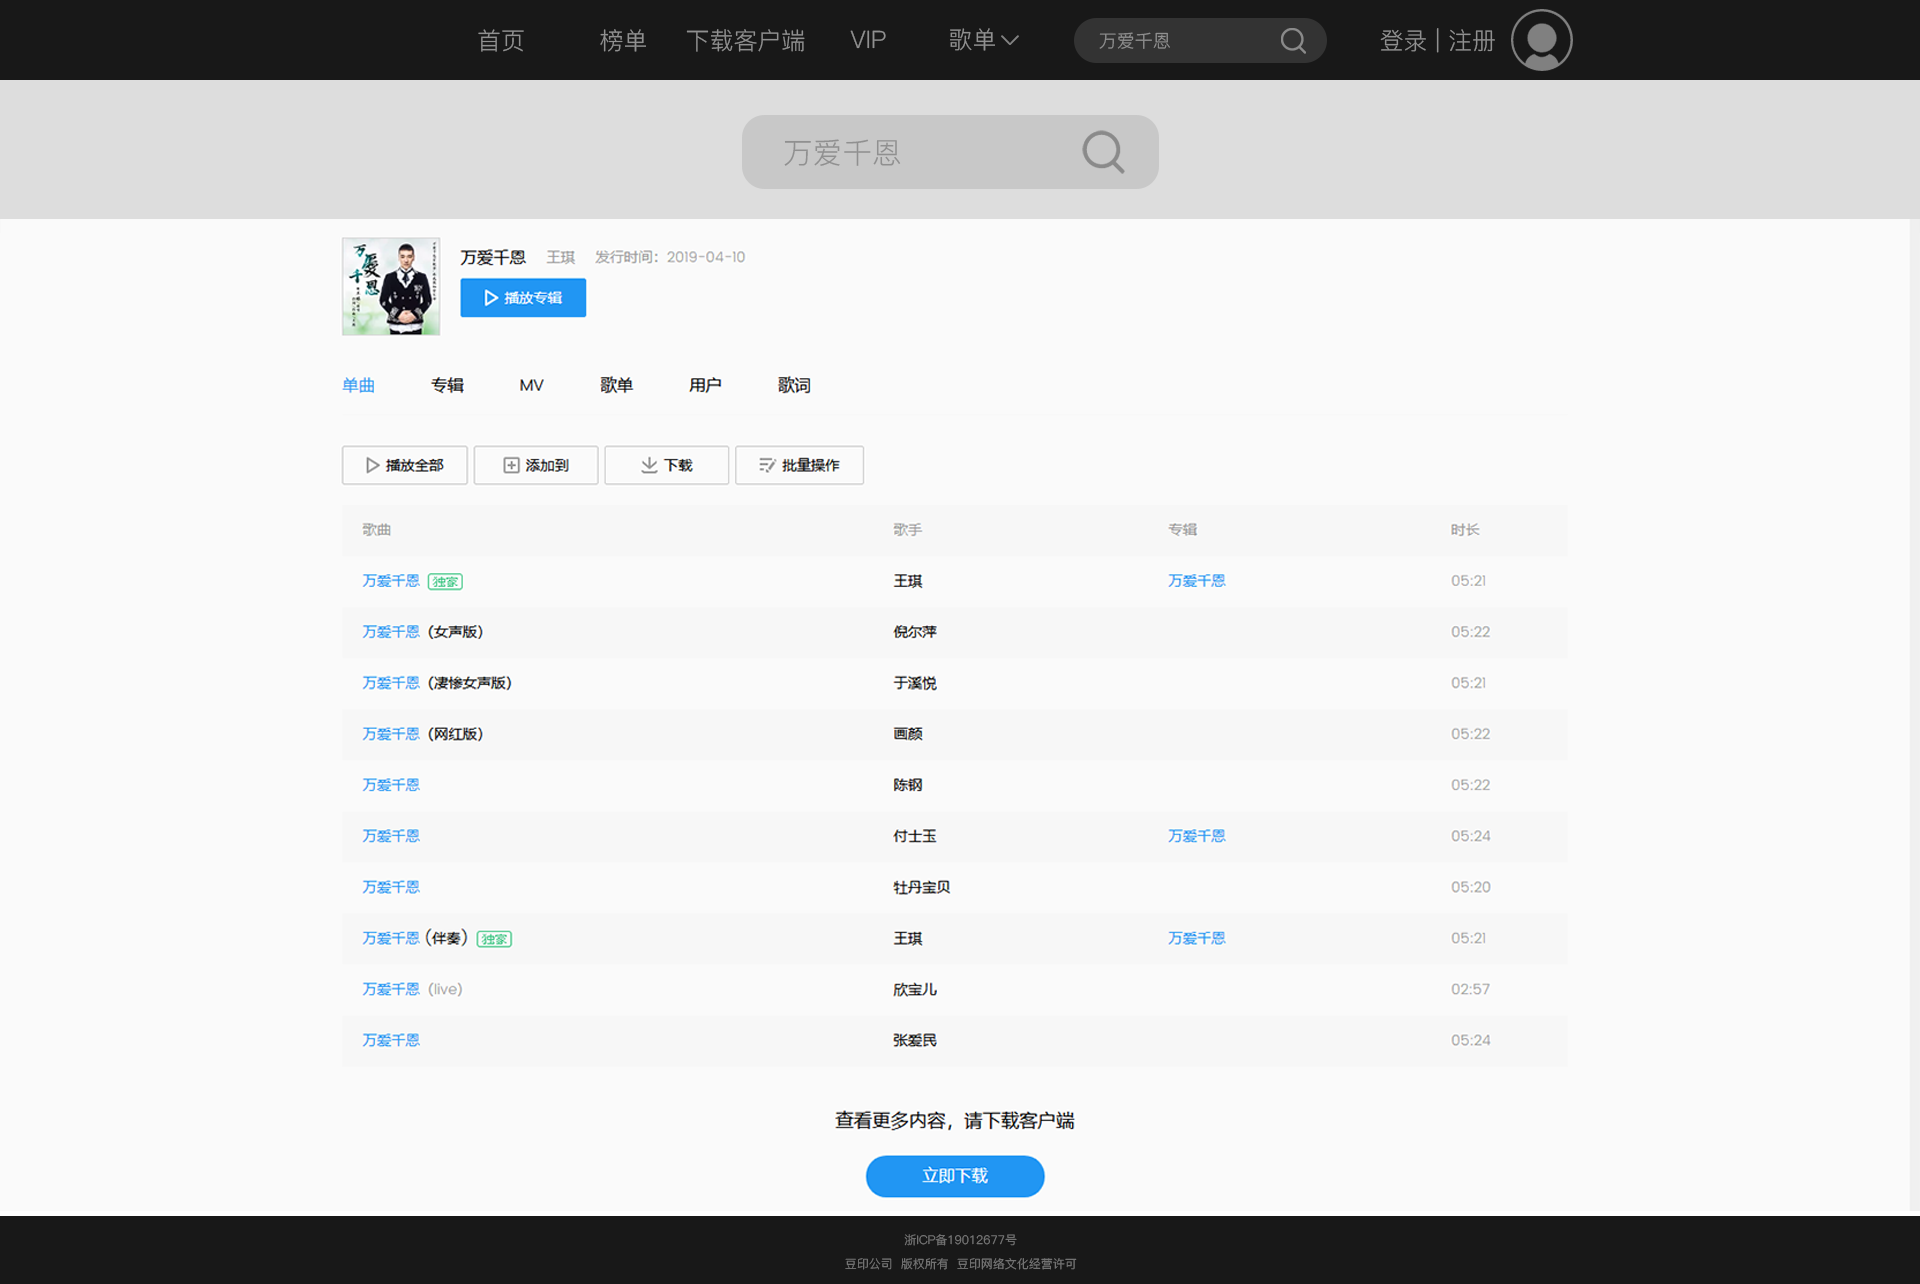 首页 榜单 下载客户端 VIP 歌单 万爱千恩 登录 | 注册
万爱千恩
万爱千恩 王琪 发行时间：2019-04-10
播放专辑
单曲 专辑 MV 歌单 用户 歌词
播放全部 添加到 下载 批量操作
歌曲 歌手 专辑 时长
万爱千恩 独家 王琪 万爱千恩 05:21
万爱千恩 (女声版) 倪尔萍 05:22
万爱千恩 (凄惨女声版) 于溪悦 05:21
万爱千恩 (网红版) 画颜 05:22
万爱千恩 陈钢 05:22
万爱千恩 付士玉 万爱千恩 05:24
万爱千恩 牡丹宝贝 05:20
万爱千恩 (伴奏) 独家 王琪 万爱千恩 05:21
万爱千恩 (live) 欣宝儿 02:57
万爱千恩 张爱民 05:24
查看更多内容，请下载客户端
立即下载
浙ICP备19012677号
豆印公司 版权所有 豆印网络文化经营许可